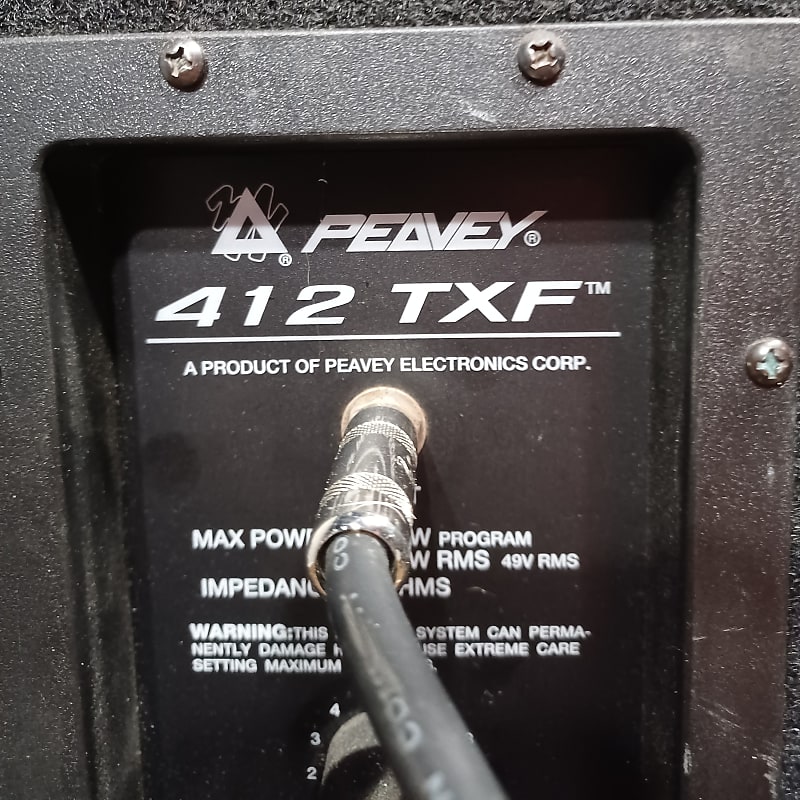 PEAVEY®
®
412 TXF™
A PRODUCT OF PEAVEY ELECTRONICS CORP.
MAX POW W PROGRAM
W RMS 49V RMS
IMPEDANC HMS
WARNING: THIS SYSTEM CAN PERMA-
NENTLY DAMAGE USE EXTREME CARE
SETTING MAXIMUM
4
3
2